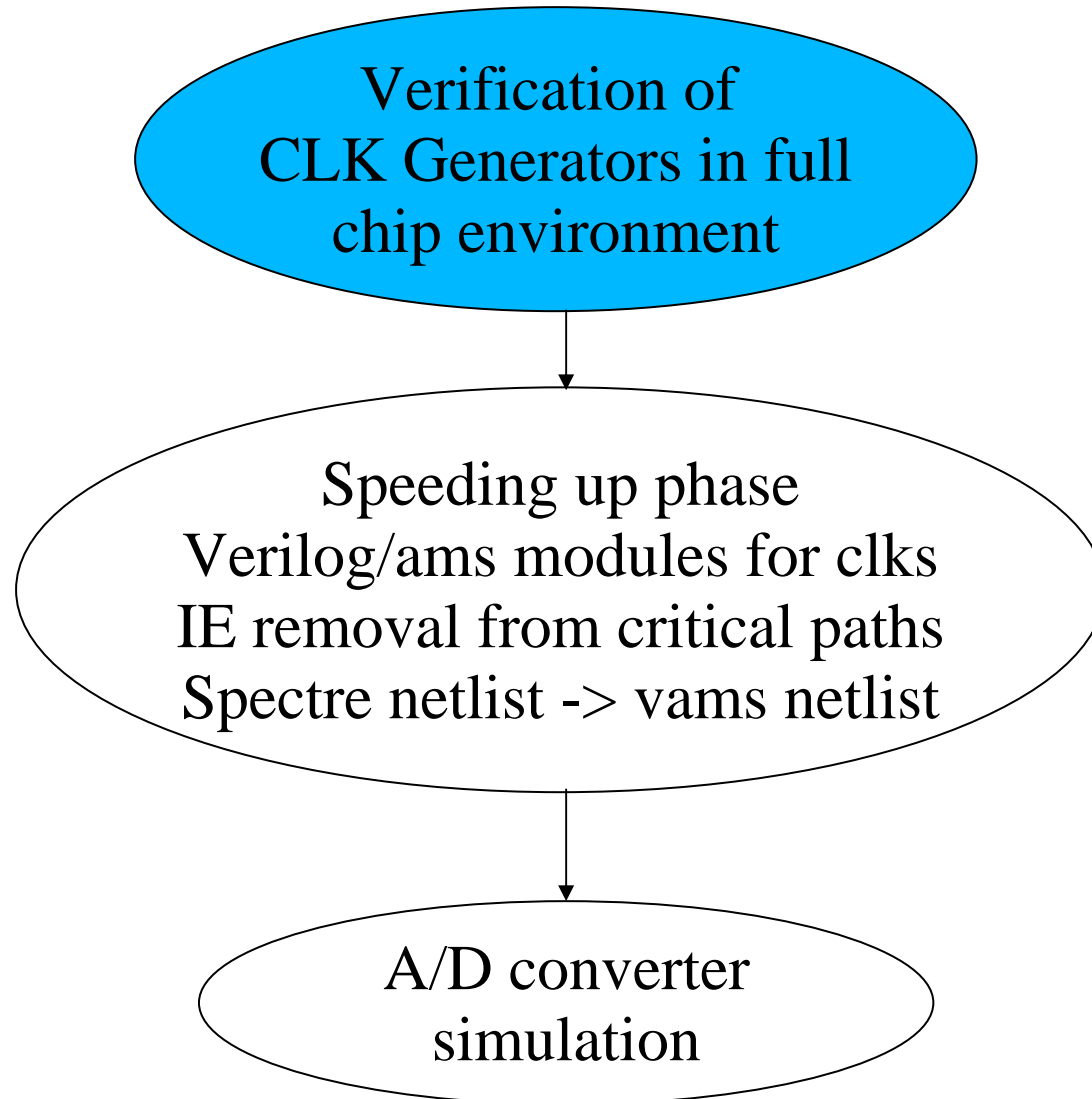 Verification of
CLK Generators in full
chip environment
Speeding up phase
Verilog/ams modules for clks
IE removal from critical paths
Spectre netlist -> vams netlist
A/D converter
simulation